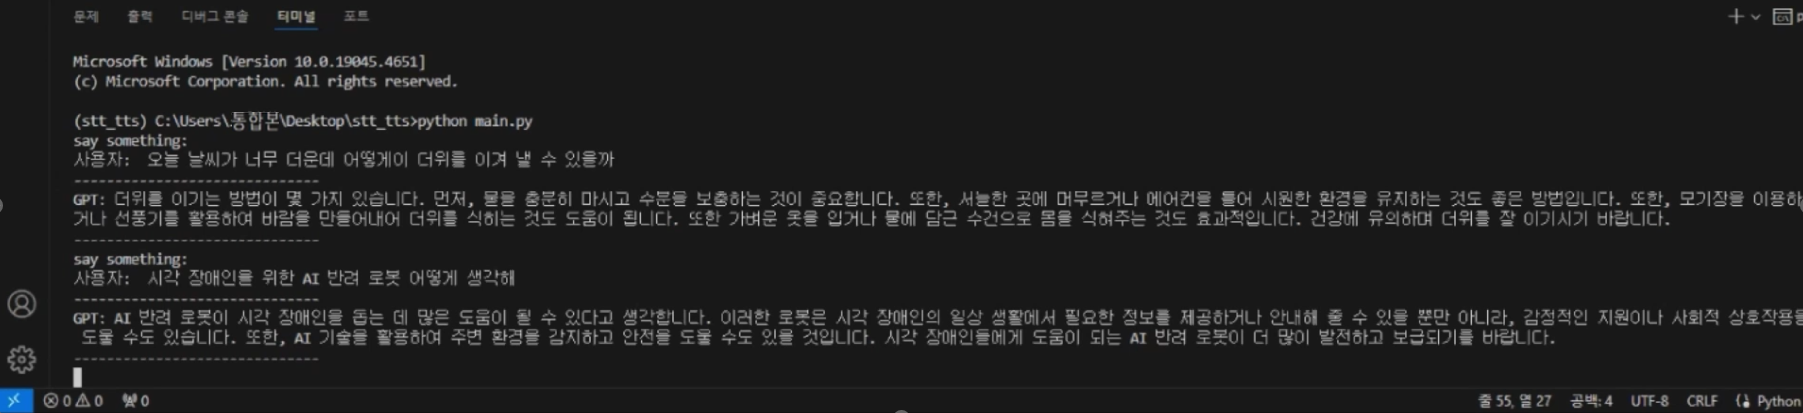 문제 출력 디버그 콘솔 터미널 포트
Microsoft Windows [Version 10.0.19045.4651]
(c) Microsoft Corporation. All rights reserved.
(stt_tts) C:\Users\통합본\Desktop\stt_tts>python main.py
say something:
사용자: 오늘 날씨가 너무 더운데 어떻게이 더위를 이겨 낼 수 있을까
------------------------------
GPT: 더위를 이기는 방법이 몇 가지 있습니다. 먼저, 물을 충분히 마시고 수분을 보충하는 것이 중요합니다. 또한, 서늘한 곳에 머무르거나 에어컨을 틀어 시원한 환경을 유지하는 것도 좋은 방법입니다. 또한, 모기장을 이용하
거나 선풍기를 활용하여 바람을 만들어내어 더위를 식히는 것도 도움이 됩니다. 또한 가벼운 옷을 입거나 물에 담근 수건으로 몸을 식혀주는 것도 효과적입니다. 건강에 유의하며 더위를 잘 이기시기 바랍니다.
------------------------------
say something:
사용자: 시각 장애인을 위한 AI 반려 로봇 어떻게 생각해
------------------------------
GPT: AI 반려 로봇이 시각 장애인을 돕는 데 많은 도움이 될 수 있다고 생각합니다. 이러한 로봇은 시각 장애인의 일상 생활에서 필요한 정보를 제공하거나 안내해 줄 수 있을 뿐만 아니라, 감정적인 지원이나 사회적 상호작용을
도울 수도 있습니다. 또한, AI 기술을 활용하여 주변 환경을 감지하고 안전을 도울 수도 있을 것입니다. 시각 장애인들에게 도움이 되는 AI 반려 로봇이 더 많이 발전하고 보급되기를 바랍니다.
------------------------------
0 0 0 줄 55, 열 27 공백: 4 UTF-8 CRLF Python